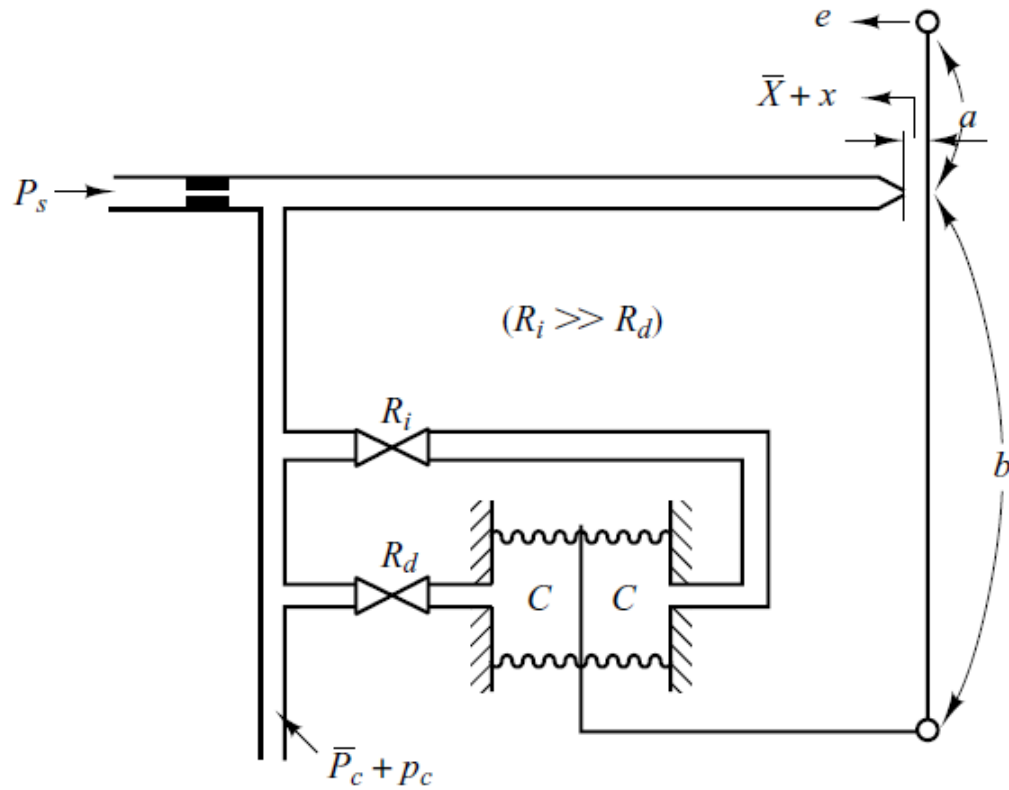 e
X̄ + x
a
P_s
(R_i >> R_d)
R_i
b
R_d
C C
P̄_c + p_c